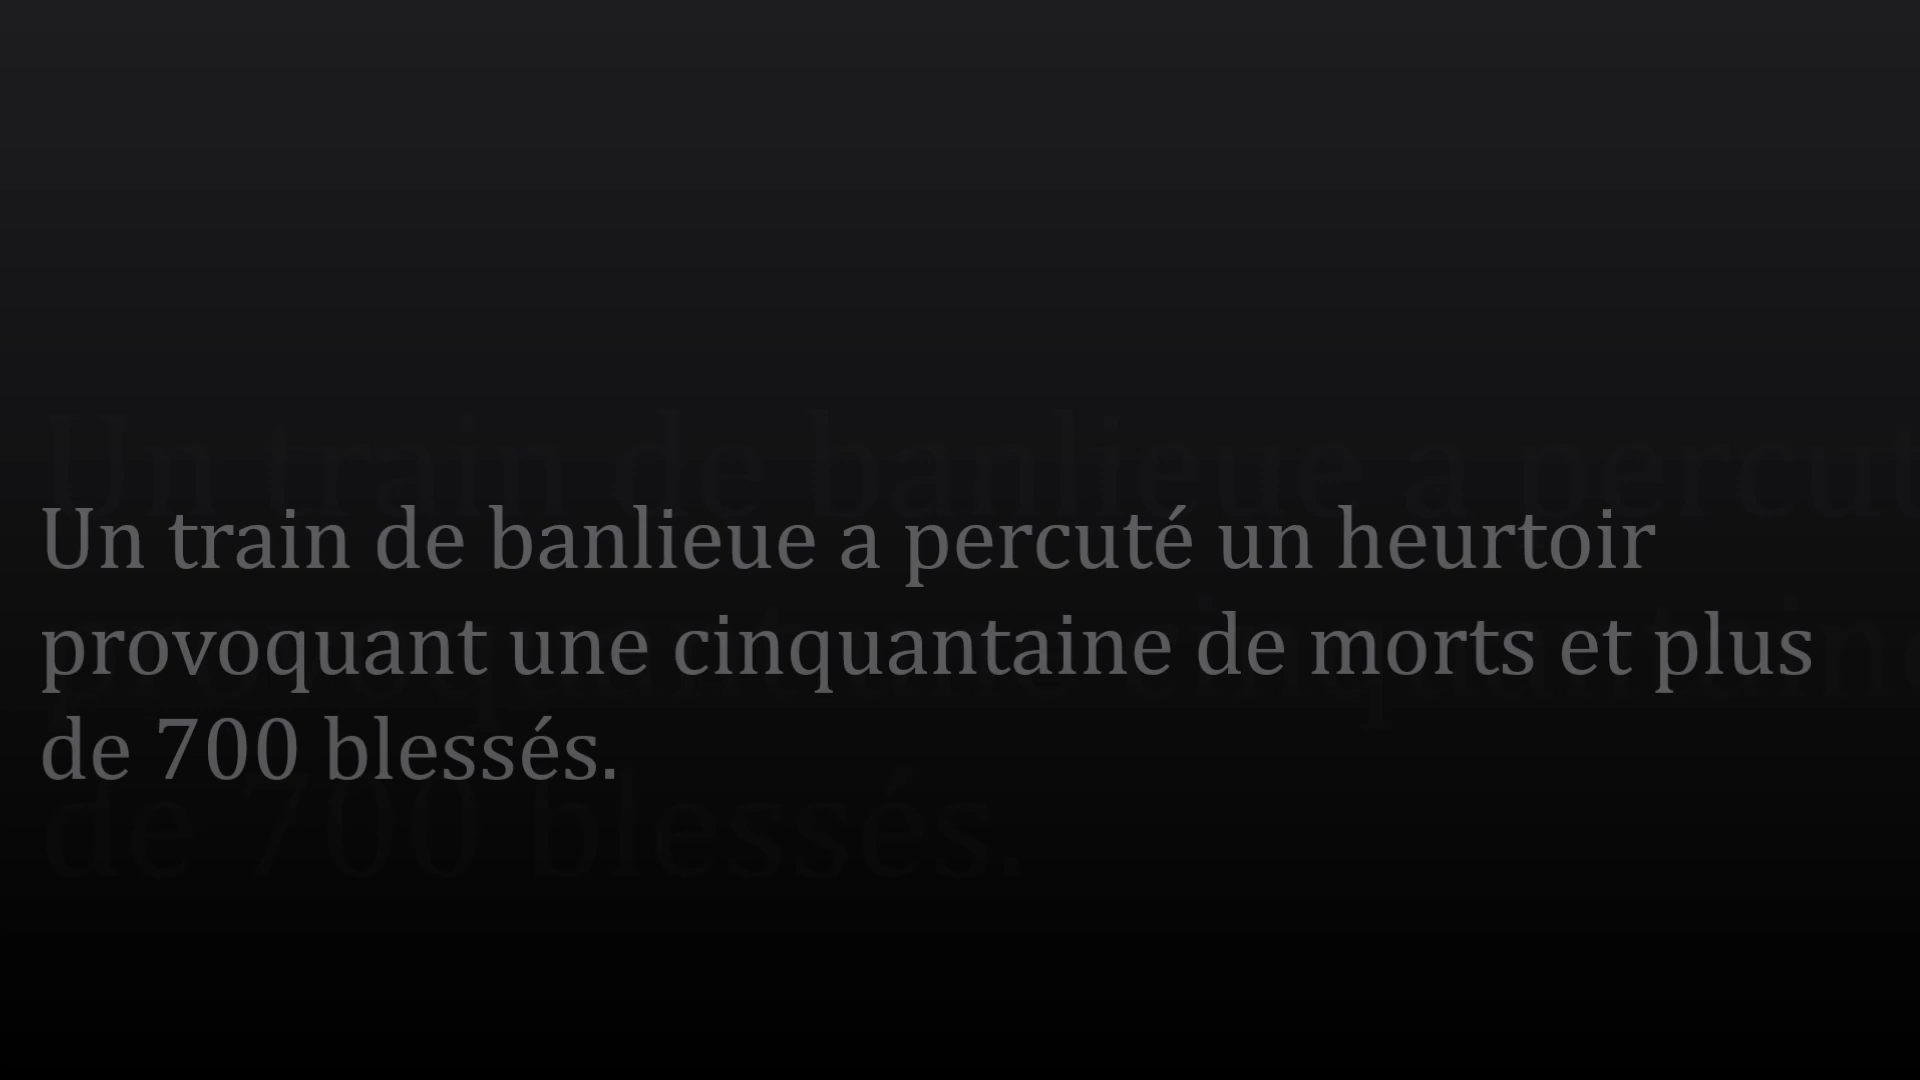 Un train de banlieue a percuté un heurtoir
provoquant une cinquantaine de morts et plus
de 700 blessés.